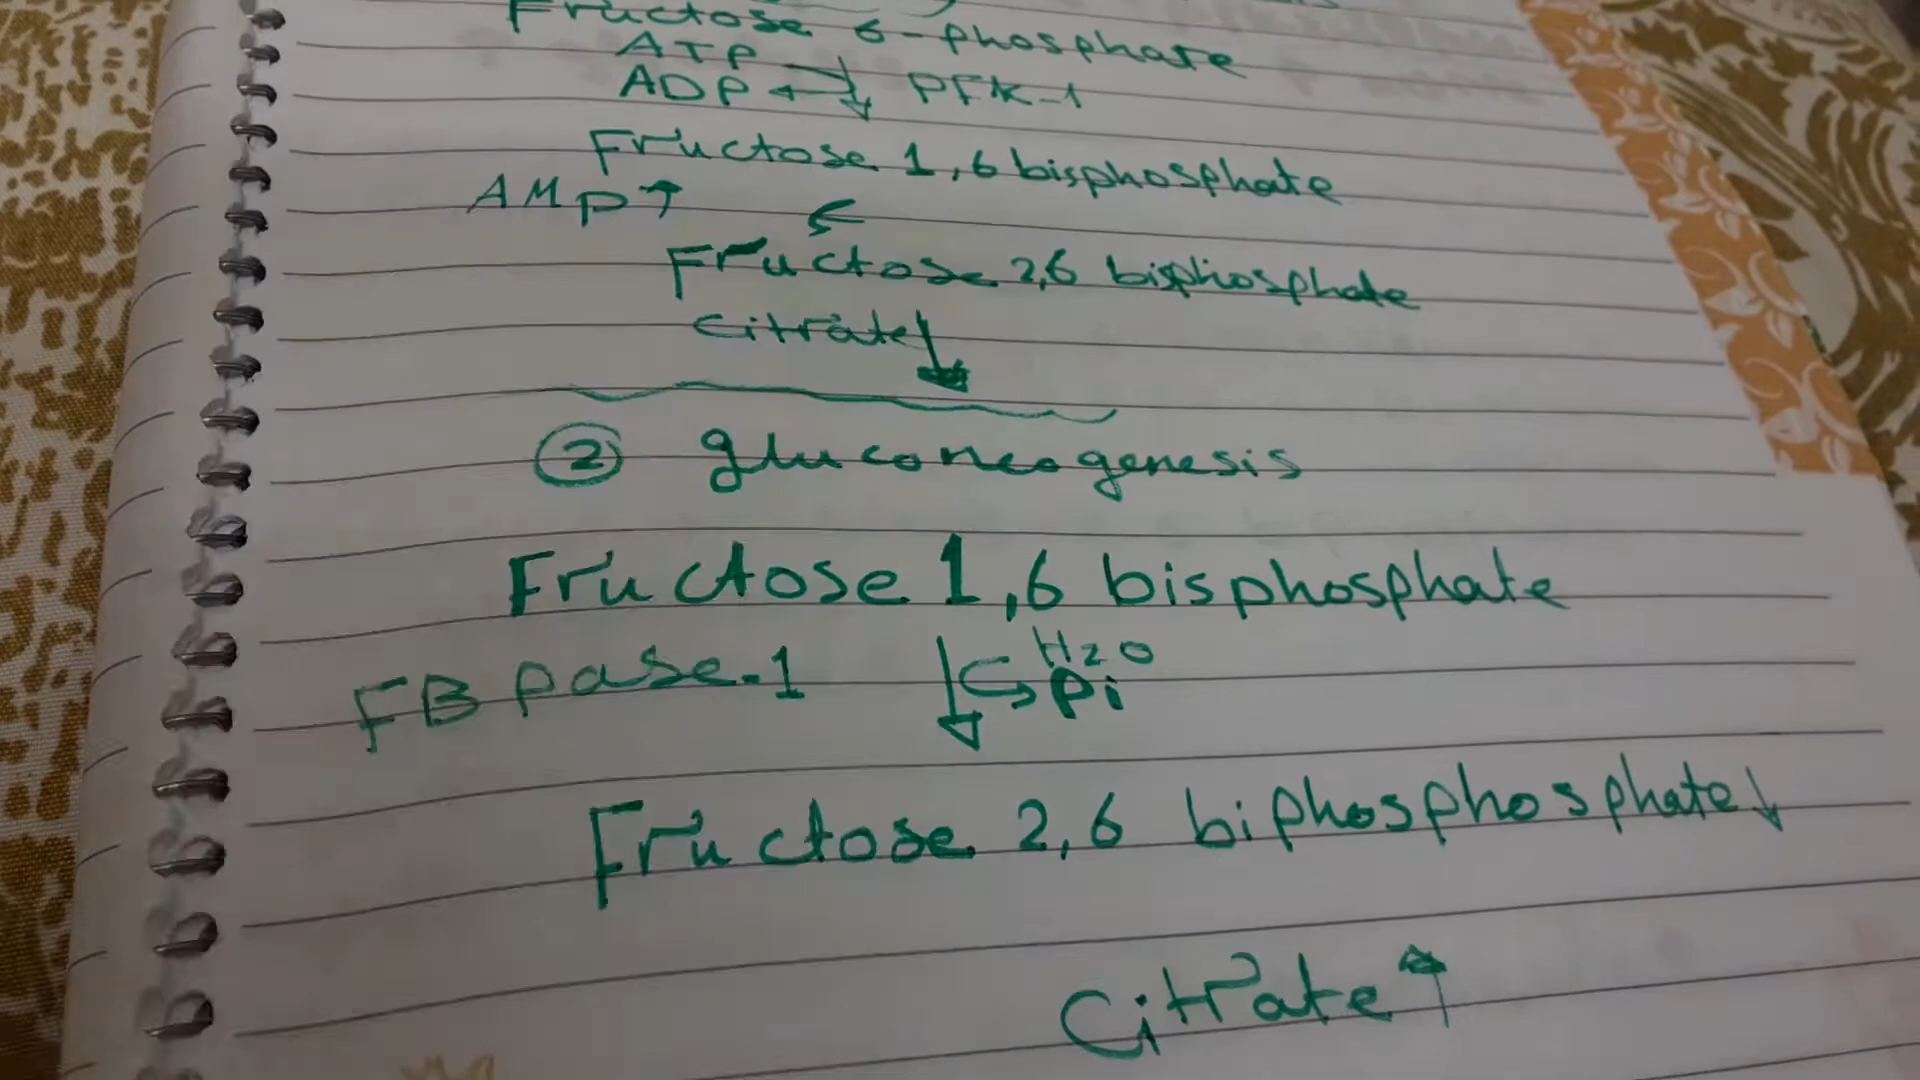 Fructose 6-phosphate
ATP
ADP PFK-1
Fructose 1,6 bisphosphate
AMP↑ ←
Fructose 2,6 bisphosphate
citrate↓
② gluconeogenesis
Fructose 1,6 bisphosphate
H2O
FBpase-1 ↓ Pi
Fructose 2,6 biphosphosphate↓
Citrate↑